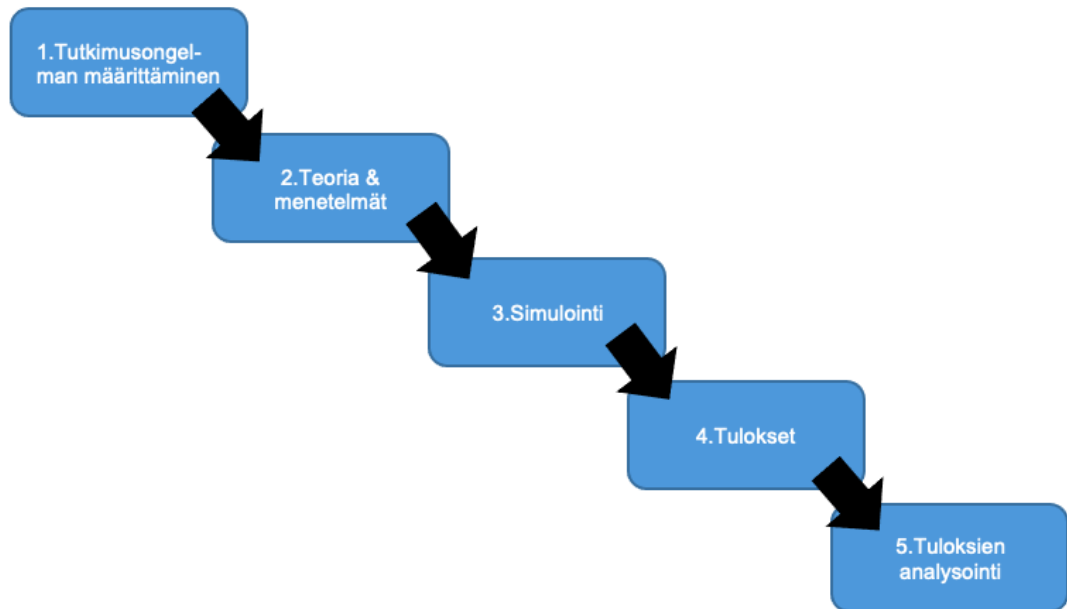 1.Tutkimusongel-
man määrittäminen
2.Teoria &
menetelmät
3.Simulointi
4.Tulokset
5.Tuloksien
analysointi